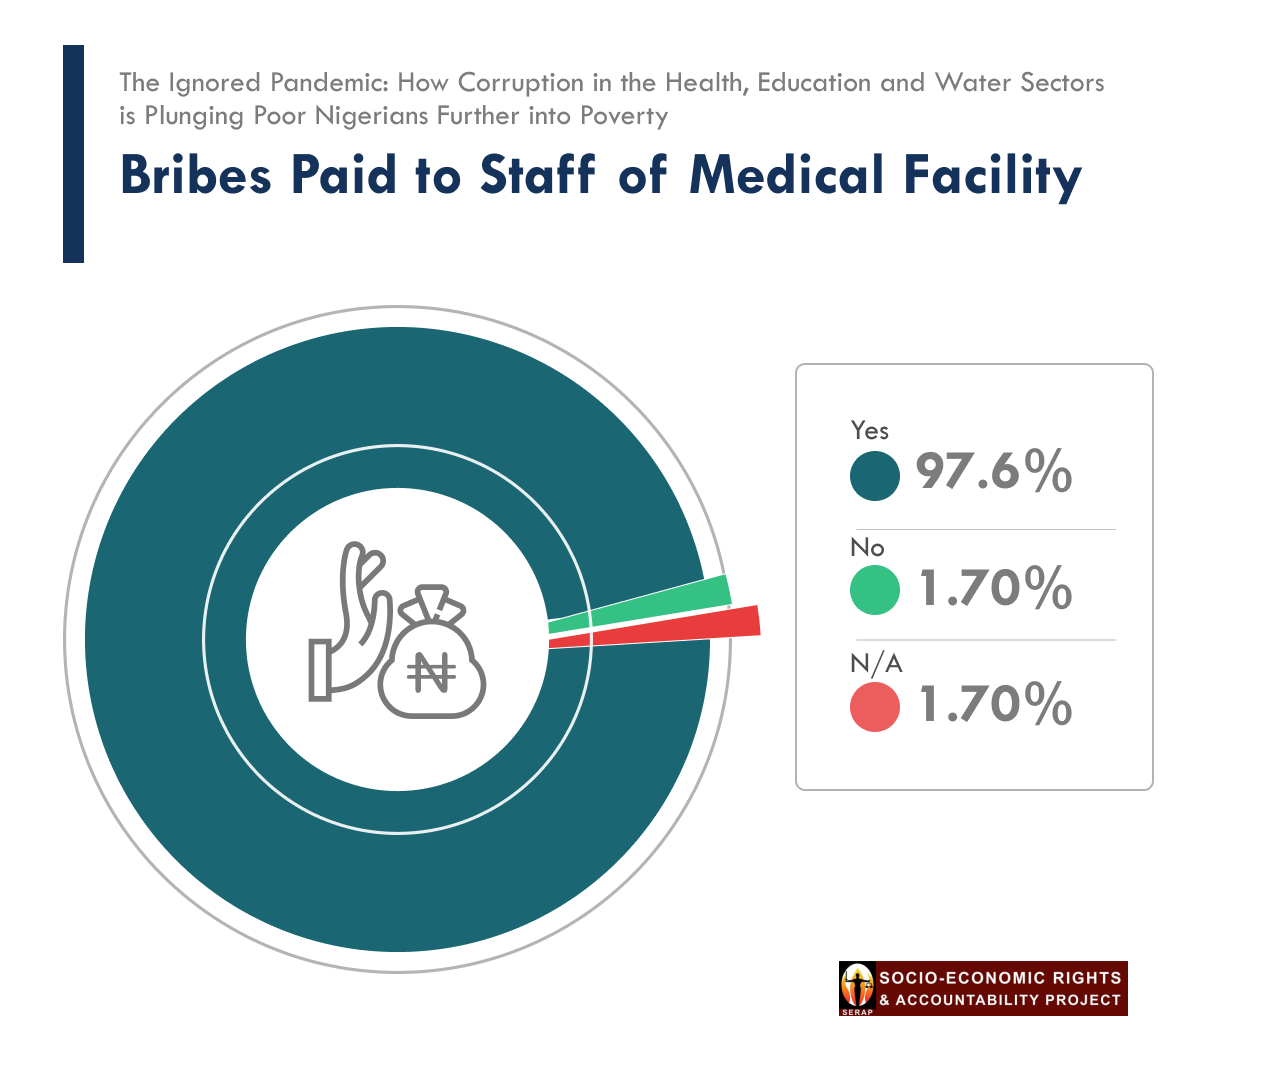 The Ignored Pandemic: How Corruption in the Health, Education and Water Sectors
is Plunging Poor Nigerians Further into Poverty
Bribes Paid to Staff of Medical Facility
Yes
97.6%
No
1.70%
N/A
1.70%
₦
SOCIO-ECONOMIC RIGHTS
& ACCOUNTABILITY PROJECT
SERAP